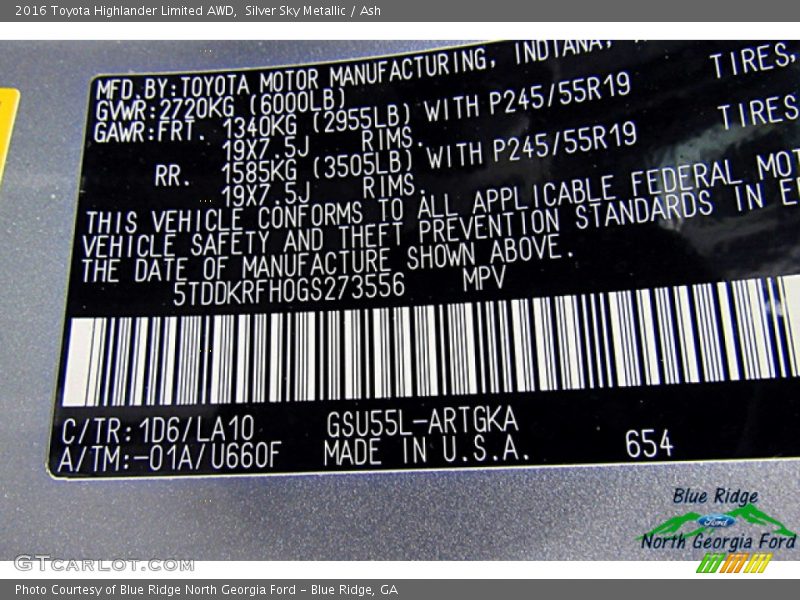 2016 Toyota Highlander Limited AWD, Silver Sky Metallic / Ash
MFD.BY:TOYOTA MOTOR MANUFACTURING, INDIANA,
GVWR:2720KG (6000LB)
GAWR:FRT. 1340KG (2955LB) WITH P245/55R19 TIRES,
19X7.5J RIMS.
RR. 1585KG (3505LB) WITH P245/55R19 TIRES
19X7.5J RIMS.
THIS VEHICLE CONFORMS TO ALL APPLICABLE FEDERAL MOT
VEHICLE SAFETY AND THEFT PREVENTION STANDARDS IN E
THE DATE OF MANUFACTURE SHOWN ABOVE.
5TDDKRFH0GS273556 MPV
C/TR:1D6/LA10 GSU55L-ARTGKA
A/TM:-01A/U660F MADE IN U.S.A. 654
Blue Ridge
Ford
North Georgia Ford
GTCARLOT.COM
Photo Courtesy of Blue Ridge North Georgia Ford – Blue Ridge, GA